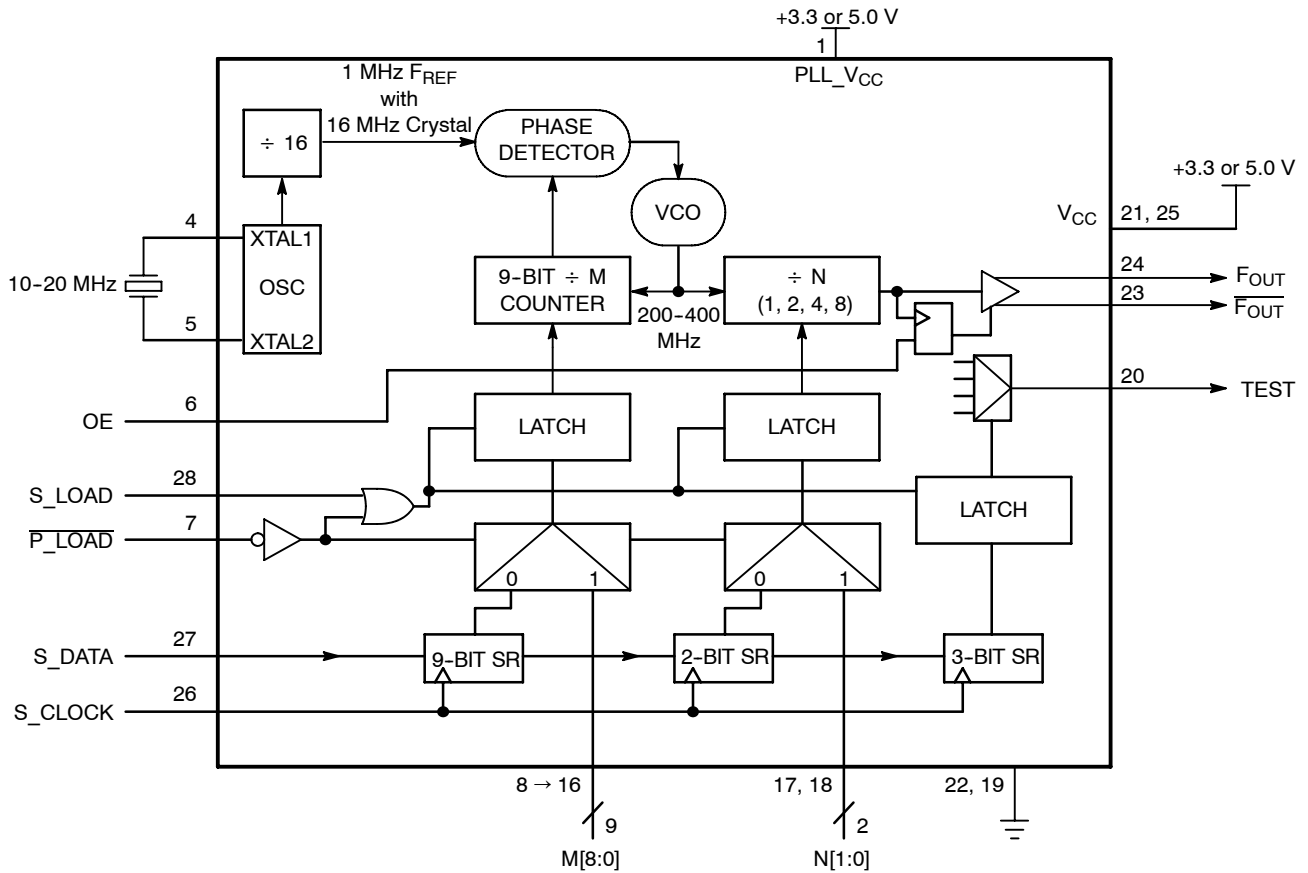 +3.3 or 5.0 V
1
PLL_VCC
1 MHz FREF
with
16 MHz Crystal
÷ 16
PHASE
DETECTOR
VCO
+3.3 or 5.0 V
VCC
21, 25
4
XTAL1
10--20 MHz
OSC
5
XTAL2
9--BIT ÷ M
COUNTER
200--400
MHz
÷ N
(1, 2, 4, 8)
24
FOUT
23
F̅O̅U̅T̅
20
TEST
6
OE
LATCH
LATCH
28
S_LOAD
7
P̅_̅L̅O̅A̅D̅
LATCH
0 1
0 1
27
S_DATA
9--BIT SR
2--BIT SR
3--BIT SR
26
S_CLOCK
8 → 16
17, 18
22, 19
9
2
M[8:0]
N[1:0]